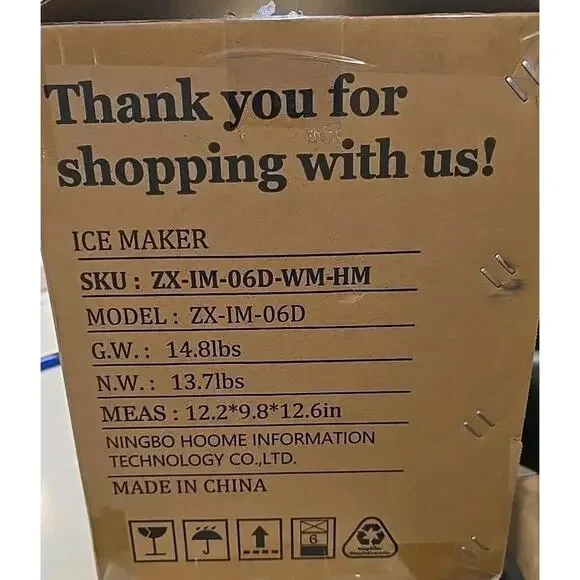 Thank you for
shopping with us!
ICE MAKER
SKU : ZX-IM-06D-WM-HM
MODEL : ZX-IM-06D
G.W. : 14.8lbs
N.W. : 13.7lbs
MEAS : 12.2*9.8*12.6in
NINGBO HOOME INFORMATION
TECHNOLOGY CO.,LTD.
MADE IN CHINA
6